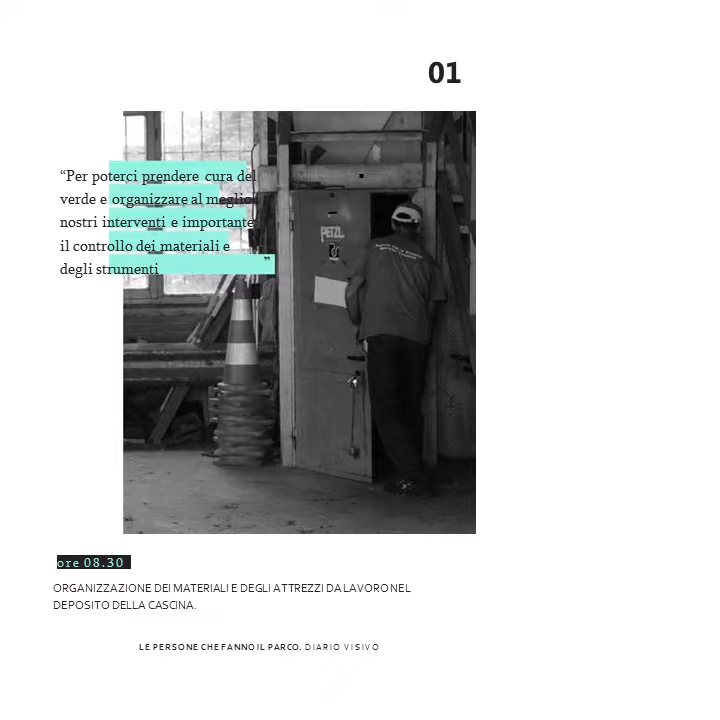 01
“Per poterci prendere cura del
verde e organizzare al meglio i
nostri interventi e importante
il controllo dei materiali e
degli strumenti ”
PETZL
ore 08.30
ORGANIZZAZIONE DEI MATERIALI E DEGLI ATTREZZI DA LAVORO NEL
DEPOSITO DELLA CASCINA.
LE PERSONE CHE FANNO IL PARCO. DIARIO VISIVO